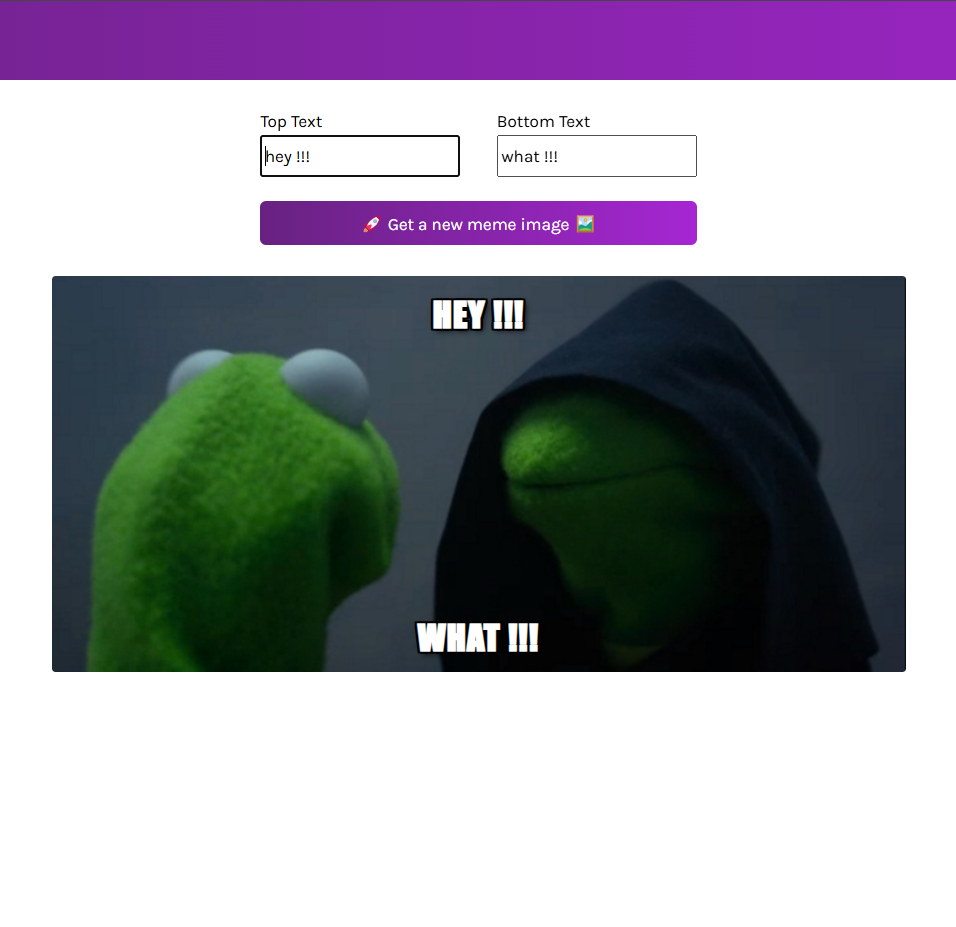 Top Text
Bottom Text
hey !!!
what !!!
🚀 Get a new meme image 🖼️
HEY !!!
WHAT !!!